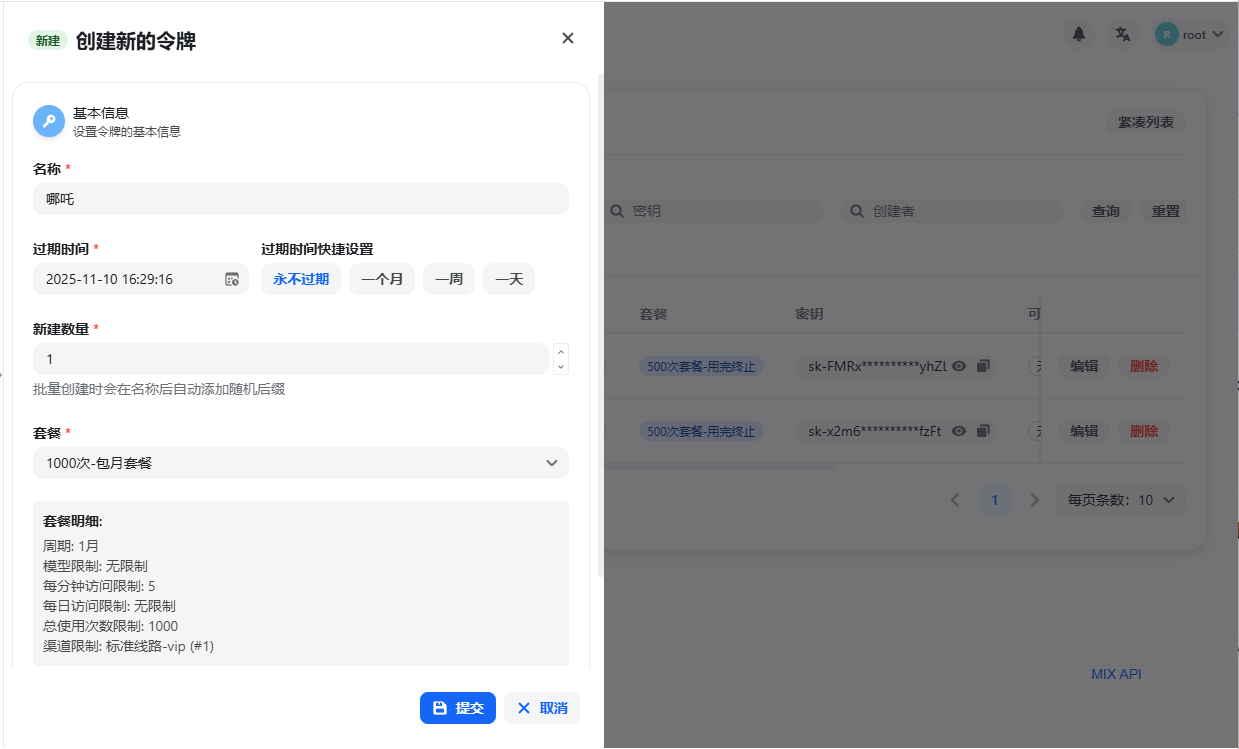 新建 创建新的令牌
基本信息
设置令牌的基本信息
名称 *
哪吒
过期时间 *
过期时间快捷设置
2025-11-10 16:29:16
永不过期
一个月
一周
一天
新建数量 *
1
批量创建时会在名称后自动添加随机后缀
套餐 *
1000次-包月套餐
套餐明细:
周期: 1月
模型限制: 无限制
每分钟访问限制: 5
每日访问限制: 无限制
总使用次数限制: 1000
渠道限制: 标准线路-vip (#1)
提交
取消
R root
紧凑列表
密钥
创建者
查询
重置
套餐 密钥 可
500次套餐-用完终止 sk-FMRx**********yhZL 编辑 删除
500次套餐-用完终止 sk-x2m6**********fzFt 编辑 删除
1
每页条数: 10
MIX API